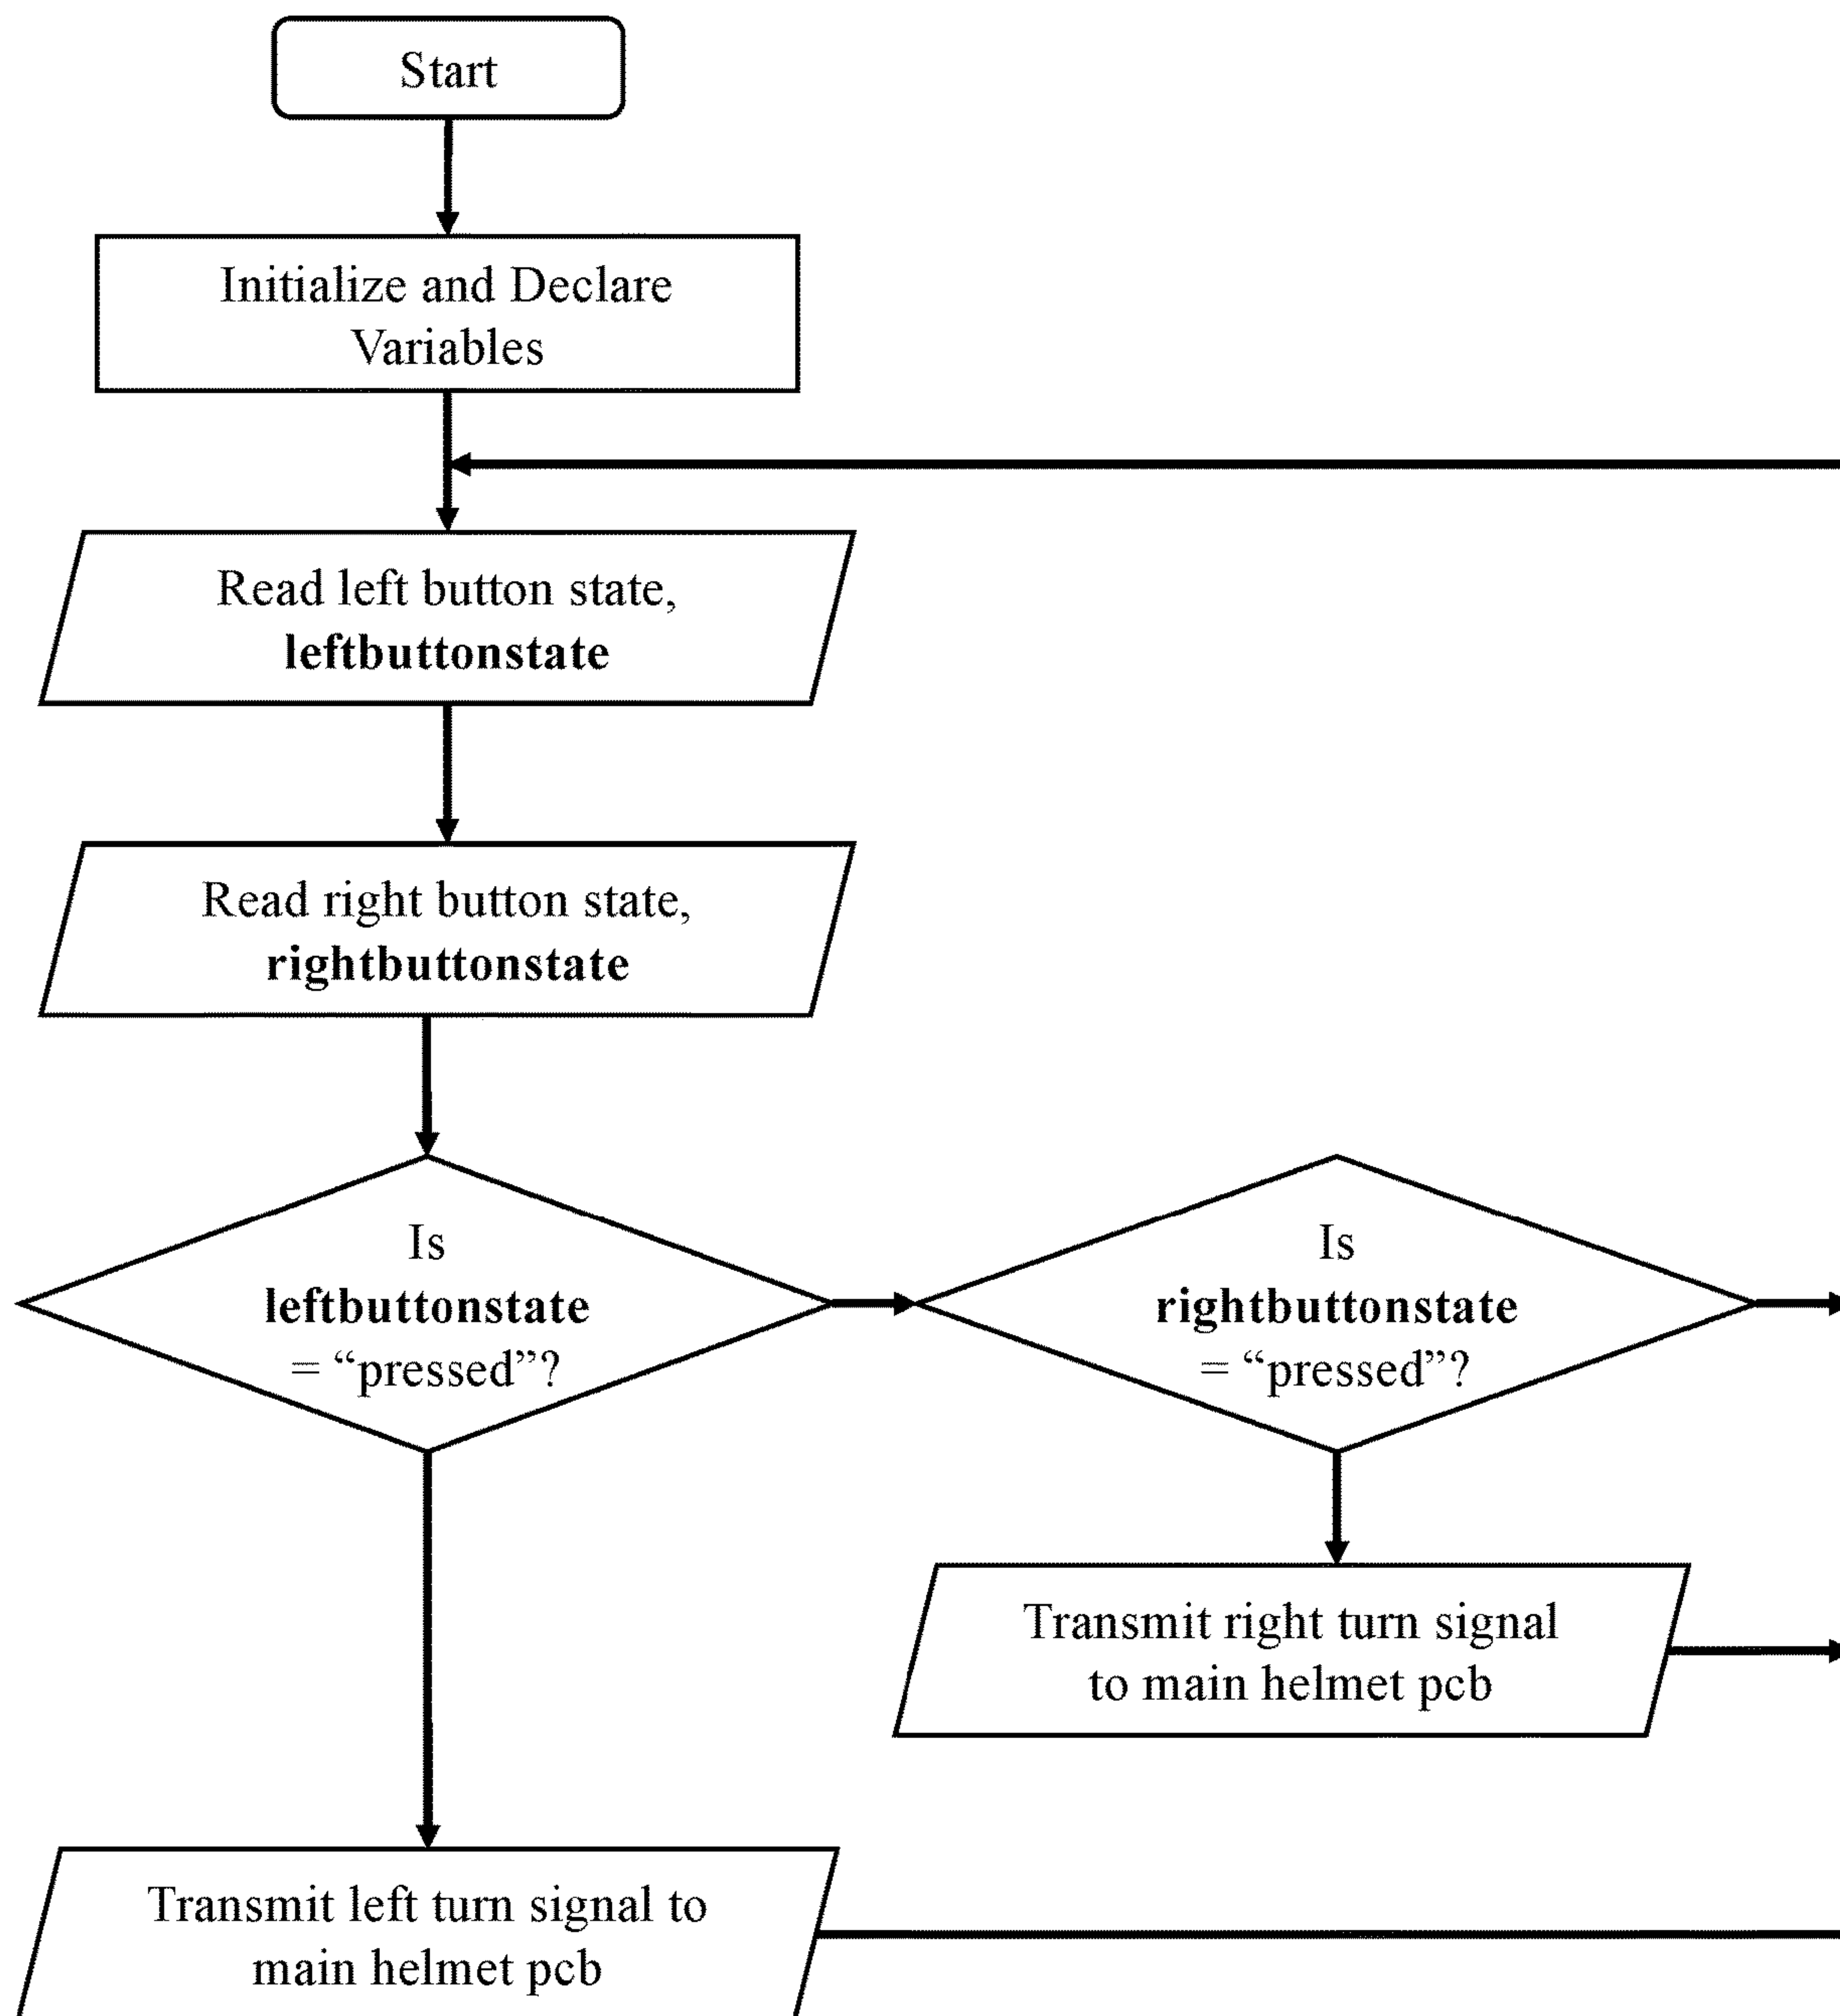 Start
Initialize and Declare
Variables
Read left button state,
leftbuttonstate
Read right button state,
rightbuttonstate
Is
leftbuttonstate
= “pressed”?
Is
rightbuttonstate
= “pressed”?
Transmit right turn signal
to main helmet pcb
Transmit left turn signal to
main helmet pcb